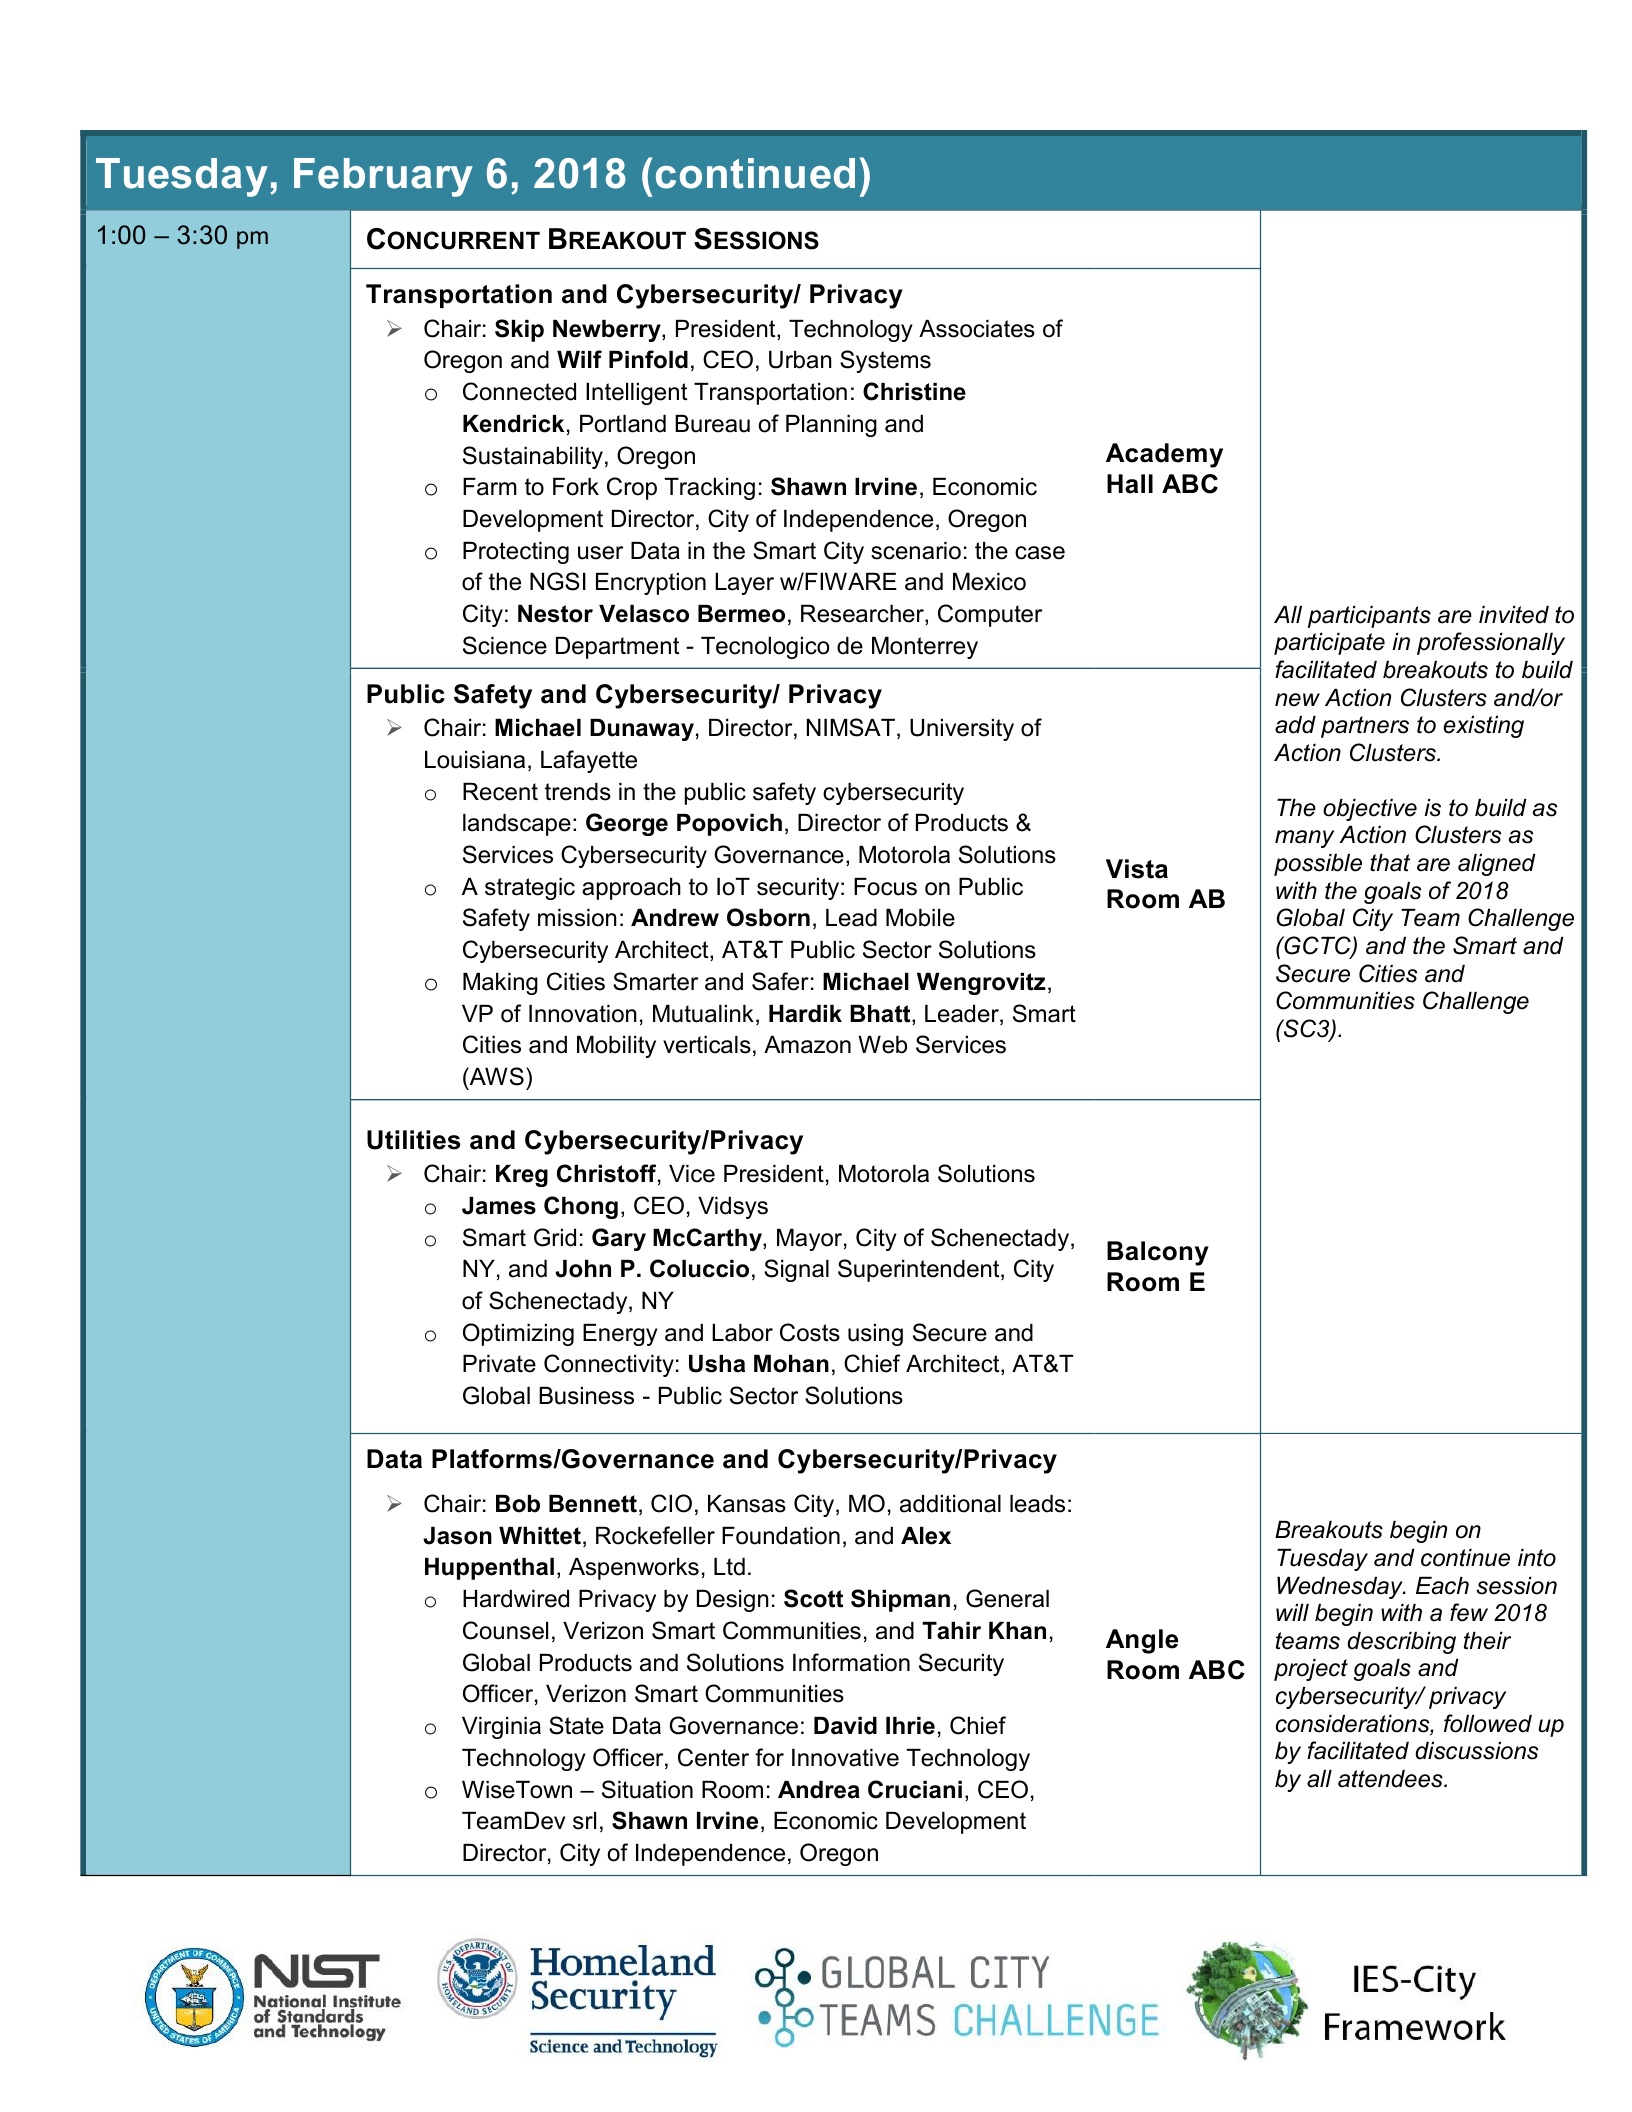 Tuesday, February 6, 2018 (continued)
1:00 – 3:30 pm
CONCURRENT BREAKOUT SESSIONS
Transportation and Cybersecurity/ Privacy
➢ Chair: Skip Newberry, President, Technology Associates of
Oregon and Wilf Pinfold, CEO, Urban Systems
o Connected Intelligent Transportation: Christine
Kendrick, Portland Bureau of Planning and
Sustainability, Oregon
o Farm to Fork Crop Tracking: Shawn Irvine, Economic
Development Director, City of Independence, Oregon
o Protecting user Data in the Smart City scenario: the case
of the NGSI Encryption Layer w/FIWARE and Mexico
City: Nestor Velasco Bermeo, Researcher, Computer
Science Department - Tecnologico de Monterrey
Academy
Hall ABC
Public Safety and Cybersecurity/ Privacy
➢ Chair: Michael Dunaway, Director, NIMSAT, University of
Louisiana, Lafayette
o Recent trends in the public safety cybersecurity
landscape: George Popovich, Director of Products &
Services Cybersecurity Governance, Motorola Solutions
o A strategic approach to IoT security: Focus on Public
Safety mission: Andrew Osborn, Lead Mobile
Cybersecurity Architect, AT&T Public Sector Solutions
o Making Cities Smarter and Safer: Michael Wengrovitz,
VP of Innovation, Mutualink, Hardik Bhatt, Leader, Smart
Cities and Mobility verticals, Amazon Web Services
(AWS)
Vista
Room AB
Utilities and Cybersecurity/Privacy
➢ Chair: Kreg Christoff, Vice President, Motorola Solutions
o James Chong, CEO, Vidsys
o Smart Grid: Gary McCarthy, Mayor, City of Schenectady,
NY, and John P. Coluccio, Signal Superintendent, City
of Schenectady, NY
o Optimizing Energy and Labor Costs using Secure and
Private Connectivity: Usha Mohan, Chief Architect, AT&T
Global Business - Public Sector Solutions
Balcony
Room E
All participants are invited to
participate in professionally
facilitated breakouts to build
new Action Clusters and/or
add partners to existing
Action Clusters.
The objective is to build as
many Action Clusters as
possible that are aligned
with the goals of 2018
Global City Team Challenge
(GCTC) and the Smart and
Secure Cities and
Communities Challenge
(SC3).
Data Platforms/Governance and Cybersecurity/Privacy
➢ Chair: Bob Bennett, CIO, Kansas City, MO, additional leads:
Jason Whittet, Rockefeller Foundation, and Alex
Huppenthal, Aspenworks, Ltd.
o Hardwired Privacy by Design: Scott Shipman, General
Counsel, Verizon Smart Communities, and Tahir Khan,
Global Products and Solutions Information Security
Officer, Verizon Smart Communities
o Virginia State Data Governance: David Ihrie, Chief
Technology Officer, Center for Innovative Technology
o WiseTown – Situation Room: Andrea Cruciani, CEO,
TeamDev srl, Shawn Irvine, Economic Development
Director, City of Independence, Oregon
Angle
Room ABC
Breakouts begin on
Tuesday and continue into
Wednesday. Each session
will begin with a few 2018
teams describing their
project goals and
cybersecurity/ privacy
considerations, followed up
by facilitated discussions
by all attendees.
DEPARTMENT OF COMMERCE
UNITED STATES OF AMERICA
NIST
National Institute
of Standards
and Technology
U.S. DEPARTMENT OF
HOMELAND SECURITY
Homeland
Security
Science and Technology
GLOBAL CITY
TEAMS CHALLENGE
IES-City
Framework